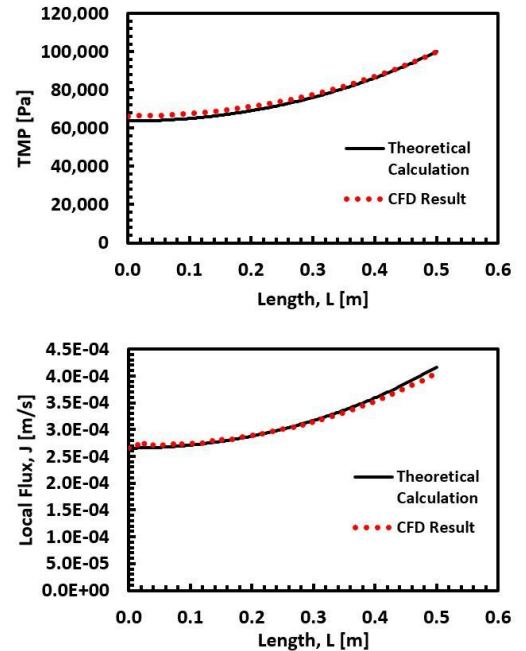 120,000
100,000
80,000
60,000
40,000
20,000
0
TMP [Pa]
Theoretical
Calculation
CFD Result
0.0 0.1 0.2 0.3 0.4 0.5 0.6
Length, L [m]
4.5E-04
4.0E-04
3.5E-04
3.0E-04
2.5E-04
2.0E-04
1.5E-04
1.0E-04
5.0E-05
0.0E+00
Local Flux, J [m/s]
Theoretical
Calculation
CFD Result
0.0 0.1 0.2 0.3 0.4 0.5 0.6
Length, L [m]